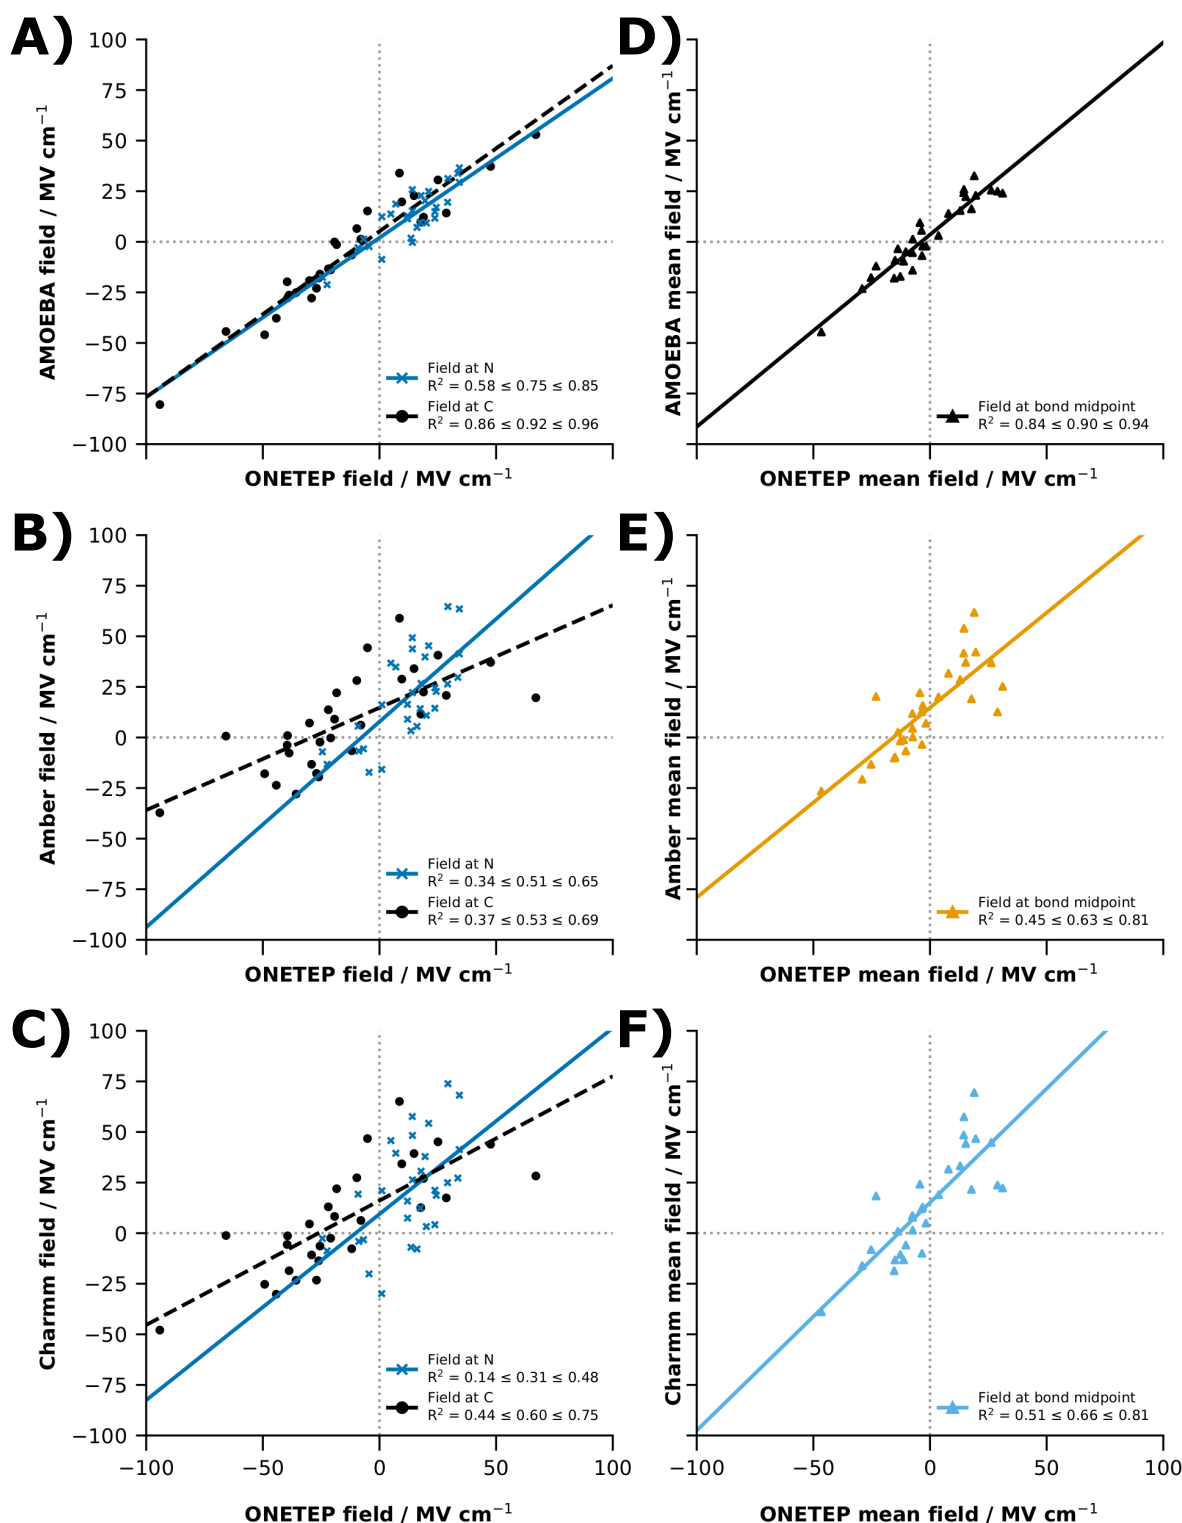 A)
100
75
50
25
0
−25
−50
−75
−100
AMOEBA field / MV cm⁻¹
Field at N
R² = 0.58 ≤ 0.75 ≤ 0.85
Field at C
R² = 0.86 ≤ 0.92 ≤ 0.96
ONETEP field / MV cm⁻¹
D)
AMOEBA mean field / MV cm⁻¹
Field at bond midpoint
R² = 0.84 ≤ 0.90 ≤ 0.94
ONETEP mean field / MV cm⁻¹
B)
100
75
50
25
0
−25
−50
−75
−100
Amber field / MV cm⁻¹
Field at N
R² = 0.34 ≤ 0.51 ≤ 0.65
Field at C
R² = 0.37 ≤ 0.53 ≤ 0.69
ONETEP field / MV cm⁻¹
E)
Amber mean field / MV cm⁻¹
Field at bond midpoint
R² = 0.45 ≤ 0.63 ≤ 0.81
ONETEP mean field / MV cm⁻¹
C)
100
75
50
25
0
−25
−50
−75
−100
Charmm field / MV cm⁻¹
Field at N
R² = 0.14 ≤ 0.31 ≤ 0.48
Field at C
R² = 0.44 ≤ 0.60 ≤ 0.75
−100 −50 0 50 100
ONETEP field / MV cm⁻¹
F)
Charmm mean field / MV cm⁻¹
Field at bond midpoint
R² = 0.51 ≤ 0.66 ≤ 0.81
−100 −50 0 50 100
ONETEP mean field / MV cm⁻¹